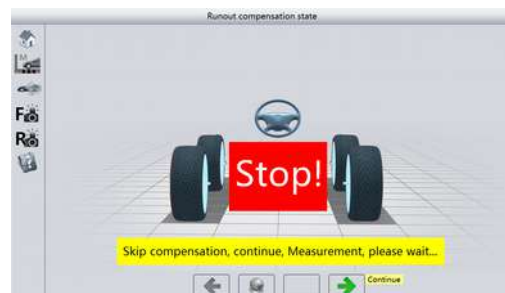 Runout compensation state
M
F
R
Stop!
Skip compensation, continue, Measurement, please wait...
Continue